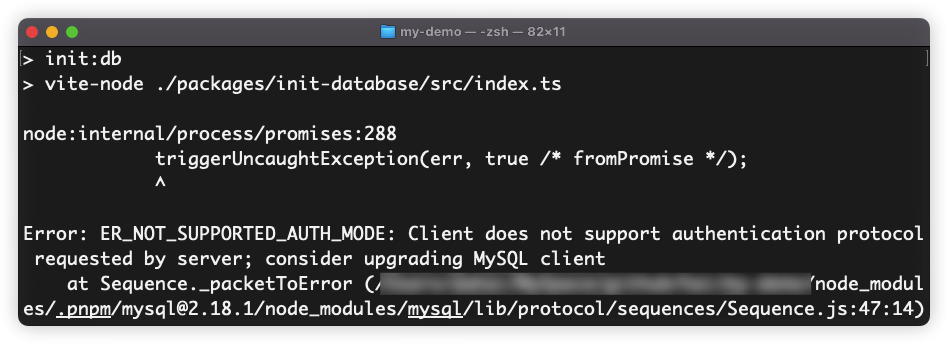 my-demo — -zsh — 82×11
> init:db
> vite-node ./packages/init-database/src/index.ts
node:internal/process/promises:288
triggerUncaughtException(err, true /* fromPromise */);
^
Error: ER_NOT_SUPPORTED_AUTH_MODE: Client does not support authentication protocol
requested by server; consider upgrading MySQL client
at Sequence._packetToError (/ /node_modul
es/.pnpm/mysql@2.18.1/node_modules/mysql/lib/protocol/sequences/Sequence.js:47:14)